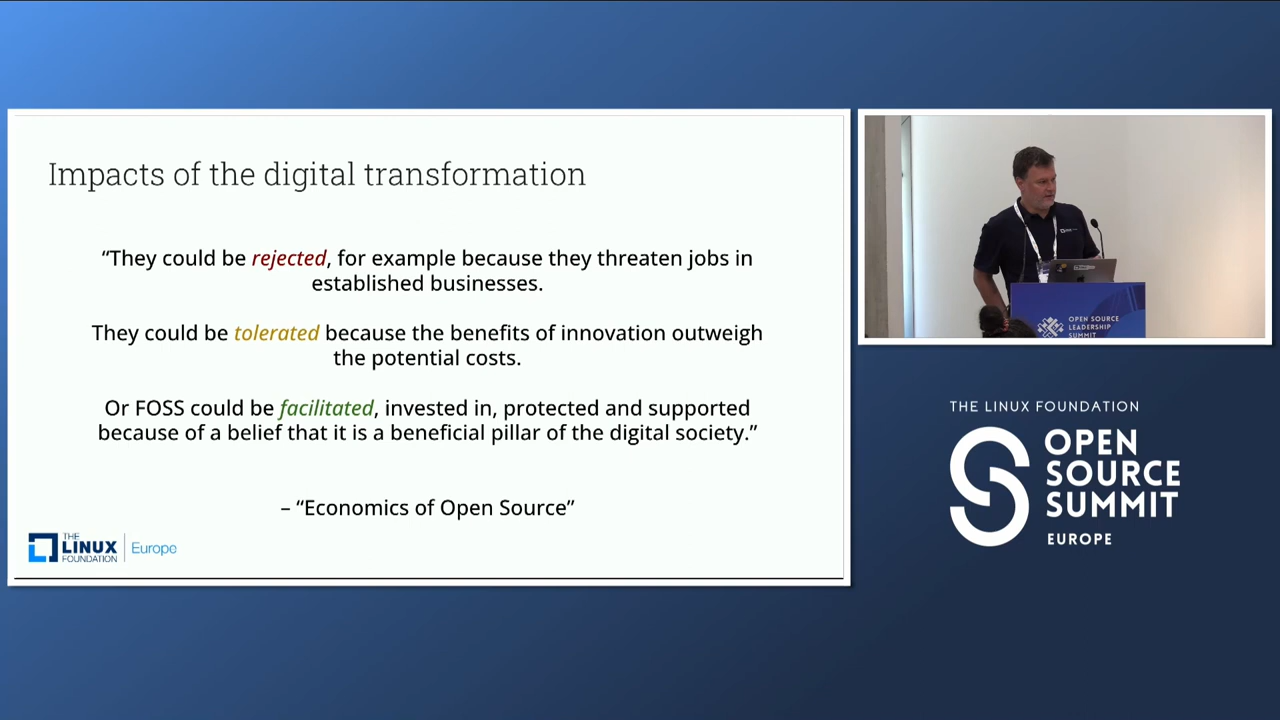 Impacts of the digital transformation
“They could be rejected, for example because they threaten jobs in
established businesses.
They could be tolerated because the benefits of innovation outweigh
the potential costs.
Or FOSS could be facilitated, invested in, protected and supported
because of a belief that it is a beneficial pillar of the digital society.”
– “Economics of Open Source”
THE
LINUX
FOUNDATION
Europe
OPEN SOURCE
LEADERSHIP
SUMMIT
THE LINUX FOUNDATION
OPEN
SOURCE
SUMMIT
EUROPE